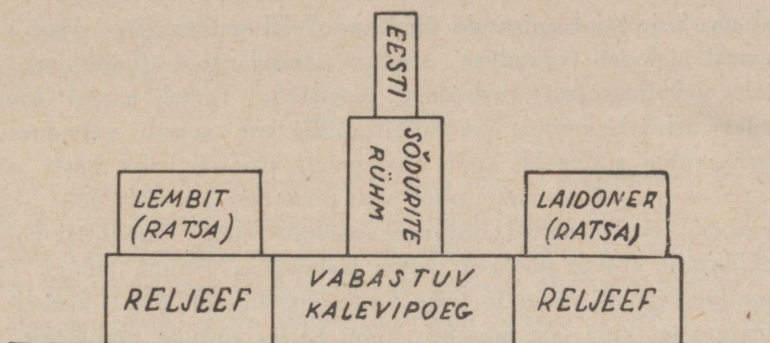 EESTI
SÕDURITE
RÜHM
LEMBIT
(RATSA)
LAIDONER
(RATSA)
RELJEEF
VABASTUV
KALEVIPOEG
RELJEEF